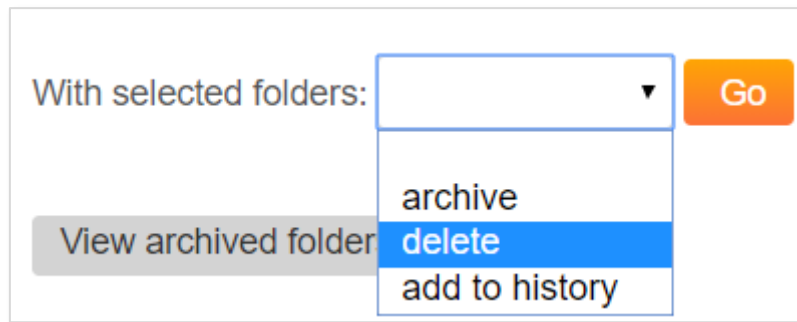 With selected folders: Go
archive
View archived folder
delete
add to history